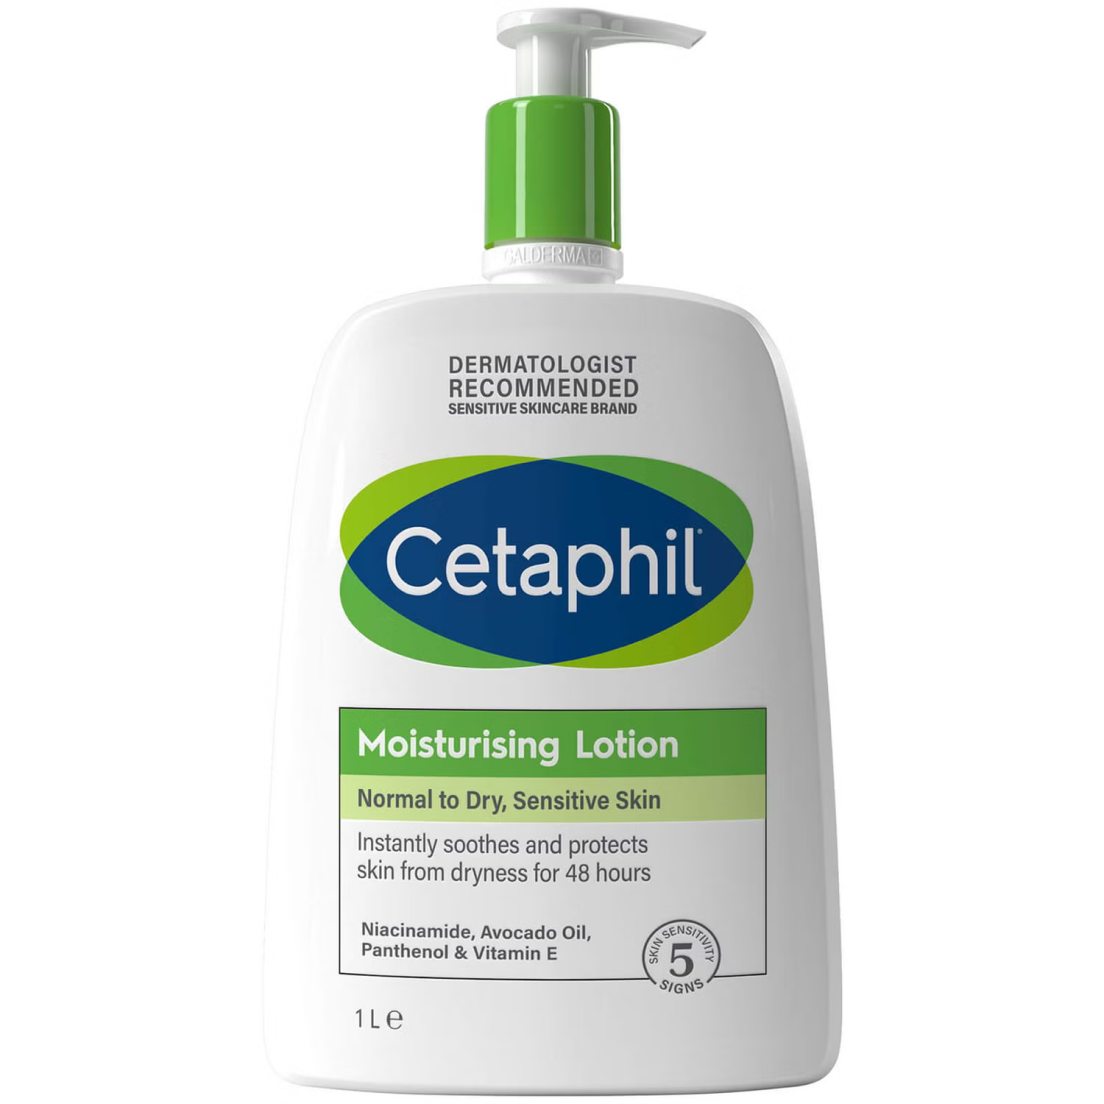 GALDERMA
DERMATOLOGIST
RECOMMENDED
SENSITIVE SKINCARE BRAND
Cetaphil®
Moisturising Lotion
Normal to Dry, Sensitive Skin
Instantly soothes and protects
skin from dryness for 48 hours
Niacinamide, Avocado Oil,
Panthenol & Vitamin E
SKIN SENSITIVITY
5
SIGNS
1 L ℮